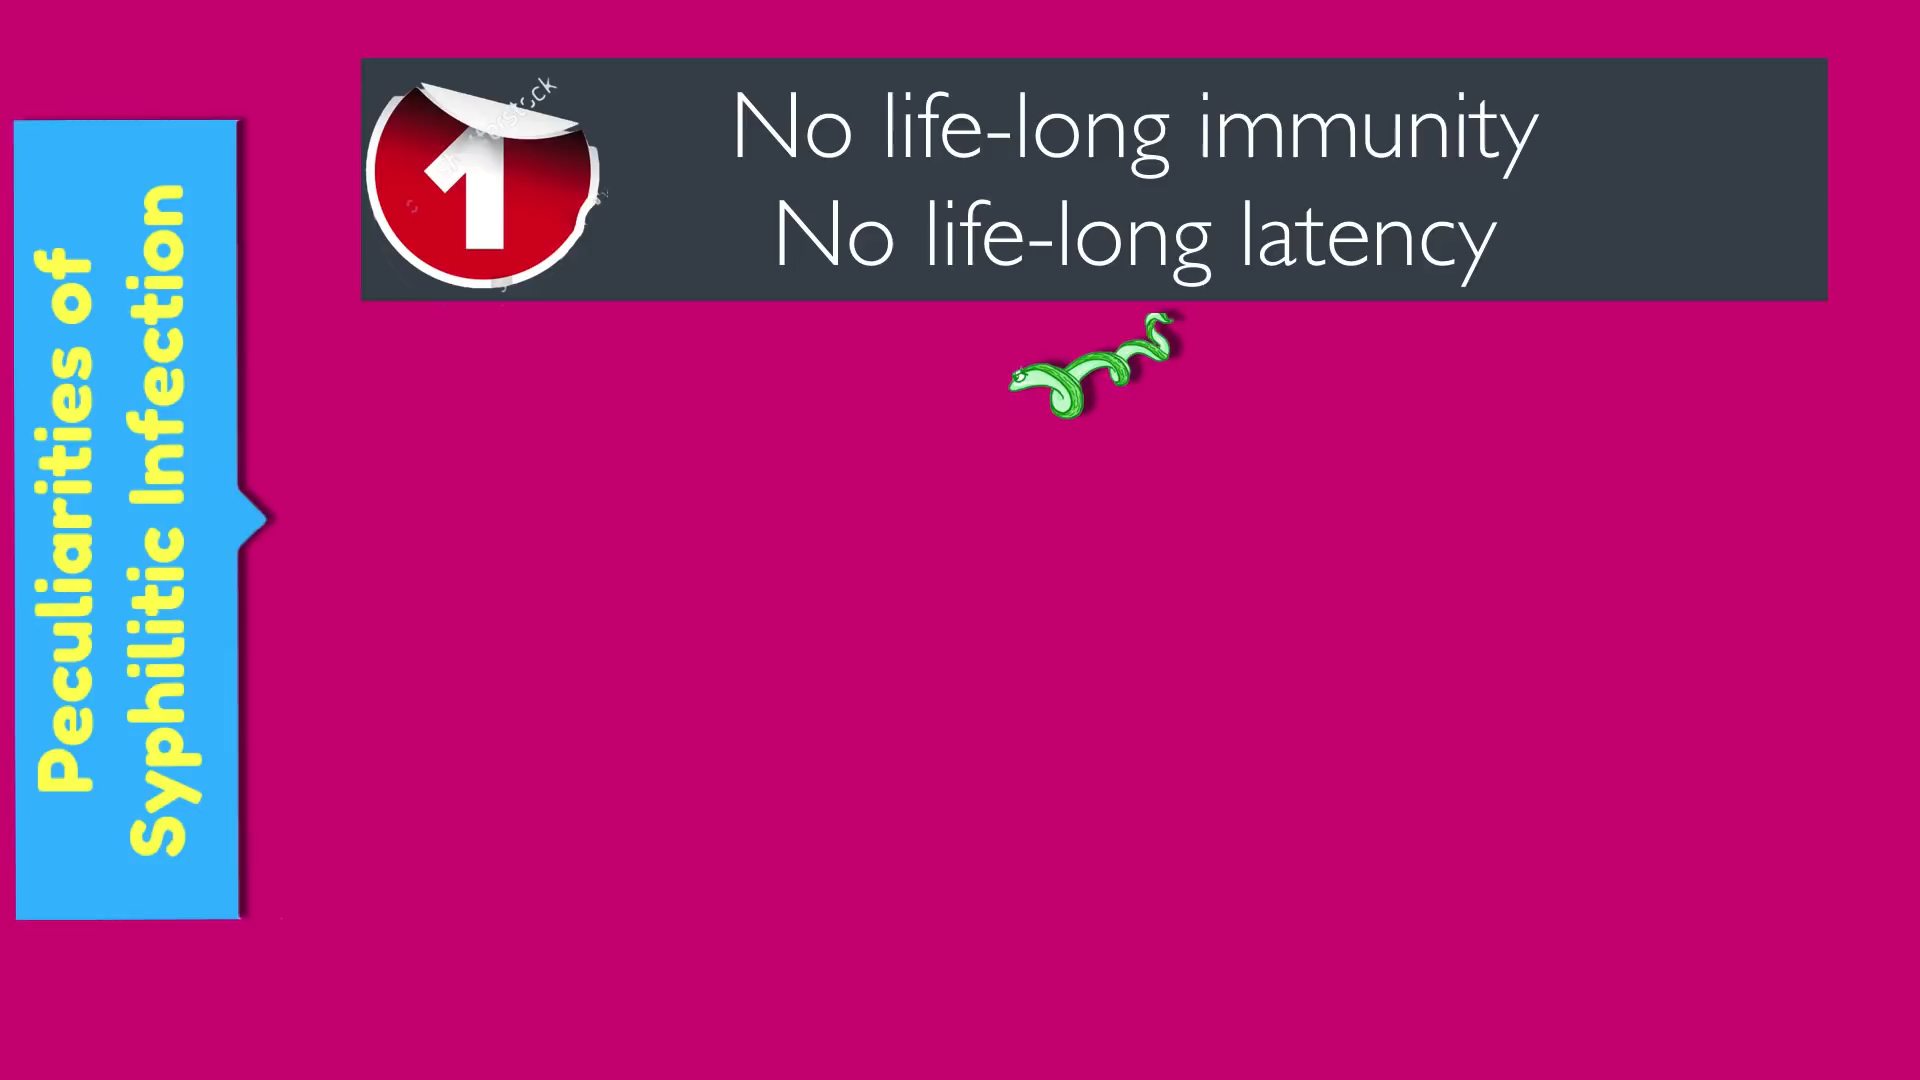 Peculiarities of
Syphilitic Infection
1
No life-long immunity
No life-long latency